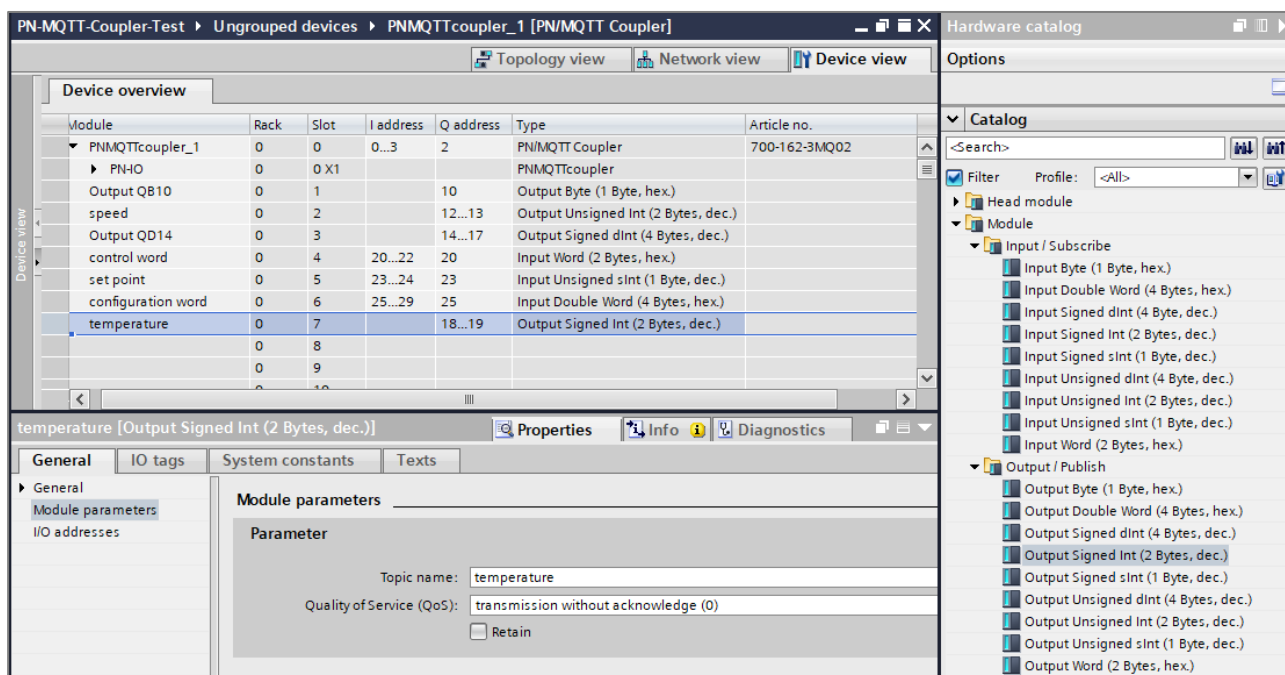 PN-MQTT-Coupler-Test ▸ Ungrouped devices ▸ PNMQTTcoupler_1 [PN/MQTT Coupler]
Topology view Network view Device view
Device overview
Module Rack Slot I address Q address Type Article no.
PNMQTTcoupler_1 0 0 0...3 2 PN/MQTT Coupler 700-162-3MQ02
PN-IO 0 0 X1 PNMQTTcoupler
Output QB10 0 1 10 Output Byte (1 Byte, hex.)
speed 0 2 12...13 Output Unsigned Int (2 Bytes, dec.)
Output QD14 0 3 14...17 Output Signed dInt (4 Bytes, dec.)
control word 0 4 20...22 20 Input Word (2 Bytes, hex.)
set point 0 5 23...24 23 Input Unsigned sInt (1 Bytes, dec.)
configuration word 0 6 25...29 25 Input Double Word (4 Bytes, hex.)
temperature 0 7 18...19 Output Signed Int (2 Bytes, dec.)
0 8
0 9
Device view
temperature [Output Signed Int (2 Bytes, dec.)]
Properties Info Diagnostics
General IO tags System constants Texts
General
Module parameters
I/O addresses
Module parameters
Parameter
Topic name: temperature
Quality of Service (QoS): transmission without acknowledge (0)
Retain
Hardware catalog
Options
Catalog
<Search>
Filter Profile: <All>
Head module
Module
Input / Subscribe
Input Byte (1 Byte, hex.)
Input Double Word (4 Bytes, hex.)
Input Signed dInt (4 Byte, dec.)
Input Signed Int (2 Bytes, dec.)
Input Signed sInt (1 Byte, dec.)
Input Unsigned dInt (4 Byte, dec.)
Input Unsigned Int (2 Bytes, dec.)
Input Unsigned sInt (1 Byte, dec.)
Input Word (2 Bytes, hex.)
Output / Publish
Output Byte (1 Byte, hex.)
Output Double Word (4 Bytes, hex.)
Output Signed dInt (4 Bytes, dec.)
Output Signed Int (2 Bytes, dec.)
Output Signed sInt (1 Byte, dec.)
Output Unsigned dInt (4 Bytes, dec.)
Output Unsigned Int (2 Bytes, dec.)
Output Unsigned sInt (1 Byte, dec.)
Output Word (2 Bytes, hex.)